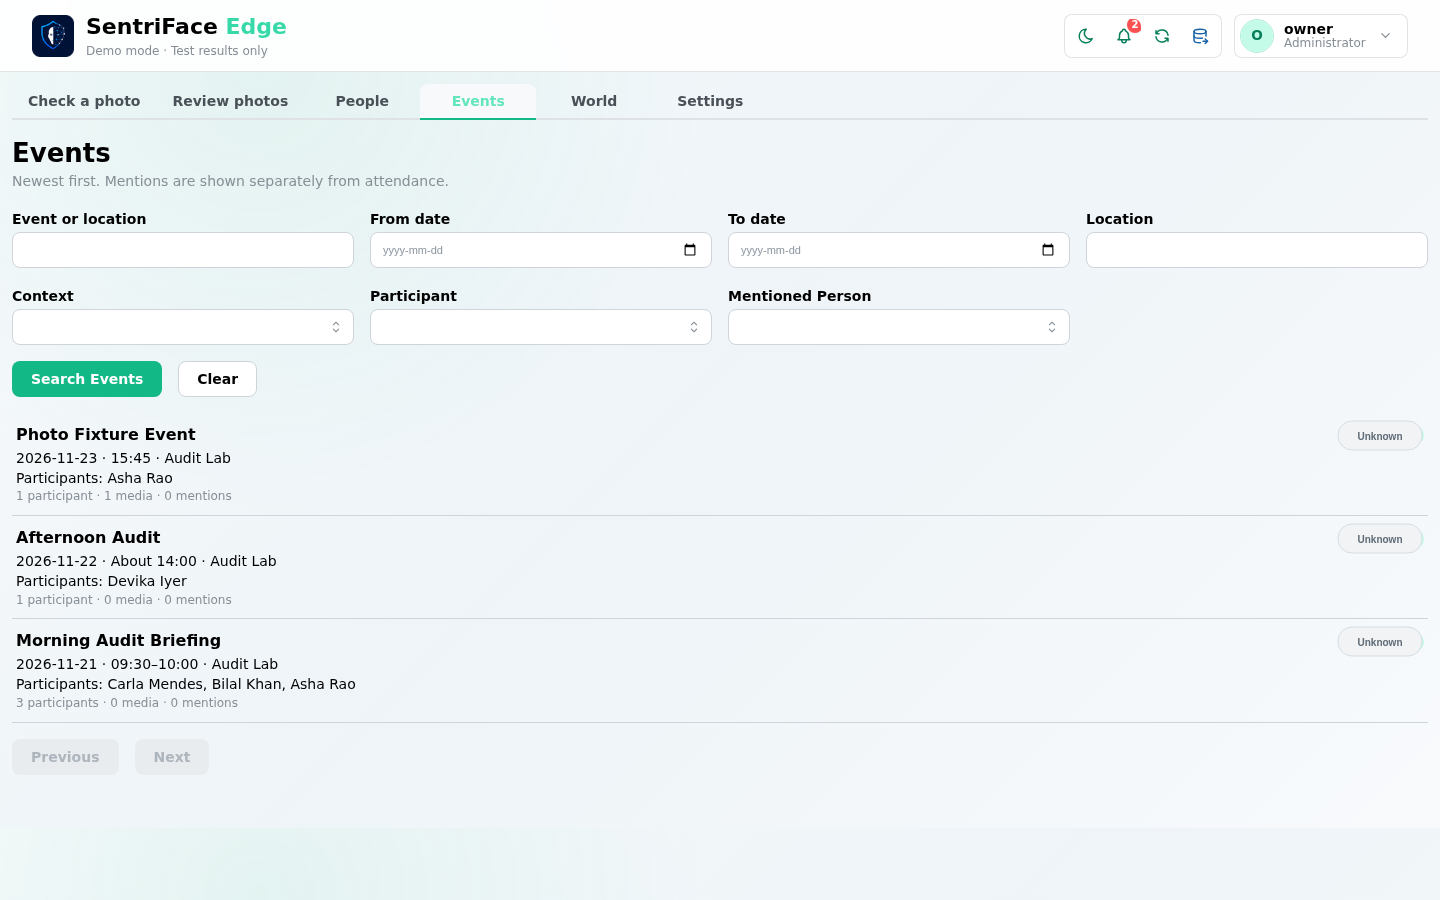 SentriFace Edge
Demo mode · Test results only
2
O
owner
Administrator
Check a photo
Review photos
People
Events
World
Settings
Events
Newest first. Mentions are shown separately from attendance.
Event or location
From date
To date
Location
yyyy-mm-dd
yyyy-mm-dd
Context
Participant
Mentioned Person
Search Events
Clear
Photo Fixture Event
Unknown
2026-11-23 · 15:45 · Audit Lab
Participants: Asha Rao
1 participant · 1 media · 0 mentions
Afternoon Audit
Unknown
2026-11-22 · About 14:00 · Audit Lab
Participants: Devika Iyer
1 participant · 0 media · 0 mentions
Morning Audit Briefing
Unknown
2026-11-21 · 09:30–10:00 · Audit Lab
Participants: Carla Mendes, Bilal Khan, Asha Rao
3 participants · 0 media · 0 mentions
Previous
Next